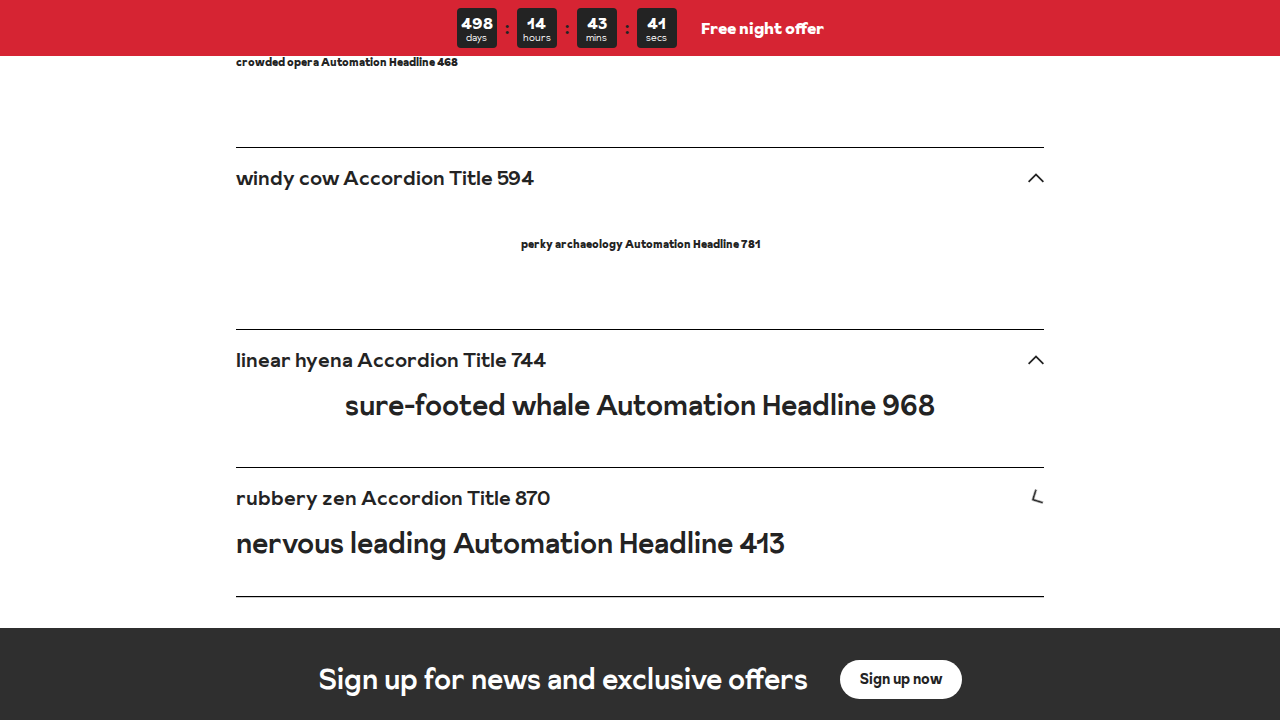 498 : 14 : 43 : 41 Free night offer
days hours mins secs
crowded opera Automation Headline 468
windy cow Accordion Title 594
perky archaeology Automation Headline 781
linear hyena Accordion Title 744
sure-footed whale Automation Headline 968
rubbery zen Accordion Title 870
nervous leading Automation Headline 413
Sign up for news and exclusive offers Sign up now